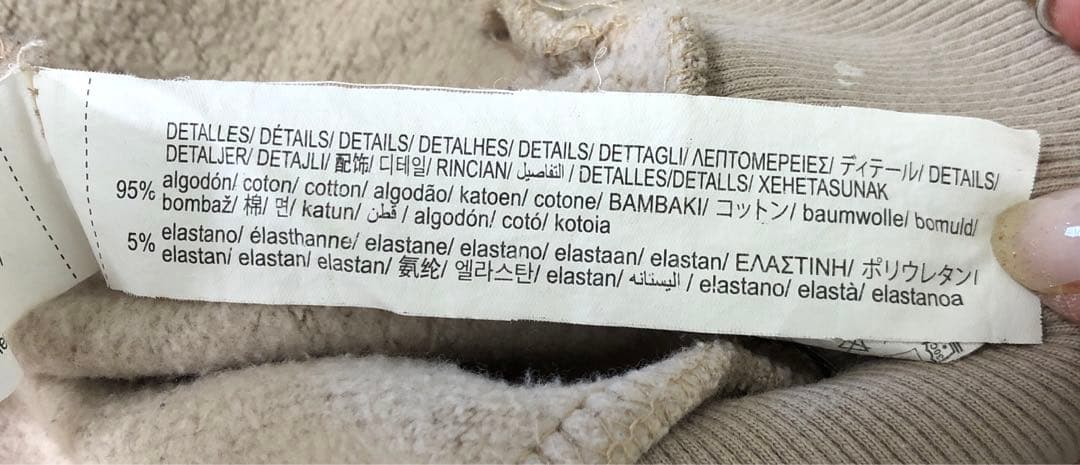 DETALLES/ DÉTAILS/ DETAILS/ DETALHES/ DETAILS/ DETTAGLI/ ΛΕΠΤΟΜΕΡΕΙΕΣ/ ディテール/ DETAILS/
DETALJER/ DETAJLI/ 配饰/ 디테일/ RINCIAN/ التفاصيل / DETALLES/DETALLS/ XEHETASUNAK
95% algodón/ coton/ cotton/ algodão/ katoen/ cotone/ ΒΑΜΒΑΚΙ/ コットン/ baumwolle/ bomuld/
bombaž/ 棉/ 면/ katun/ قطن / algodón/ cotó/ kotoia
5% elastano/ élasthanne/ elastane/ elastano/ elastaan/ elastan/ ΕΛΑΣΤΙΝΗ/ ポリウレタン/
elastan/ elastan/ elastan/ 氨纶/ 엘라스탄/ elastan/ اليستانه / elastano/ elastà/ elastanoa